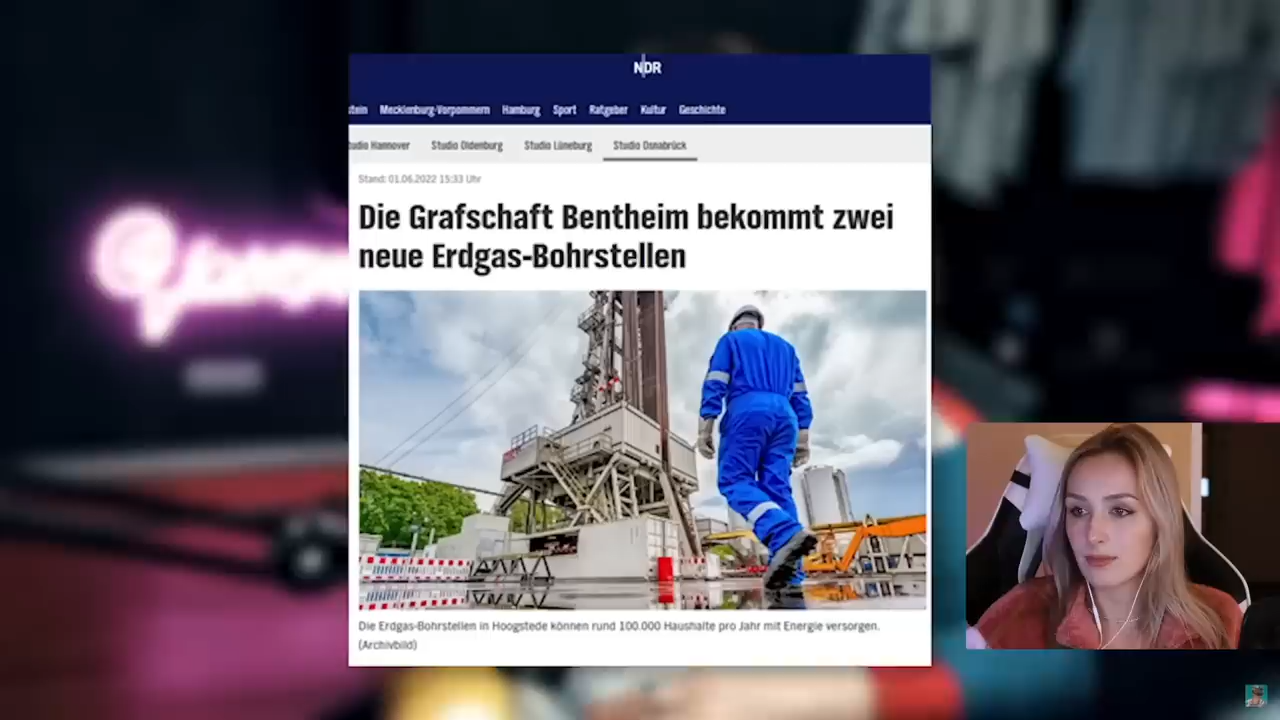 NDR
stein Mecklenburg-Vorpommern Hamburg Sport Ratgeber Kultur Geschichte
tudio Hannover Studio Oldenburg Studio Lüneburg Studio Osnabrück
Stand: 01.06.2022 15:33 Uhr
Die Grafschaft Bentheim bekommt zwei
neue Erdgas-Bohrstellen
Die Erdgas-Bohrstellen in Hoogstede können rund 100.000 Haushalte pro Jahr mit Energie versorgen.
(Archivbild)